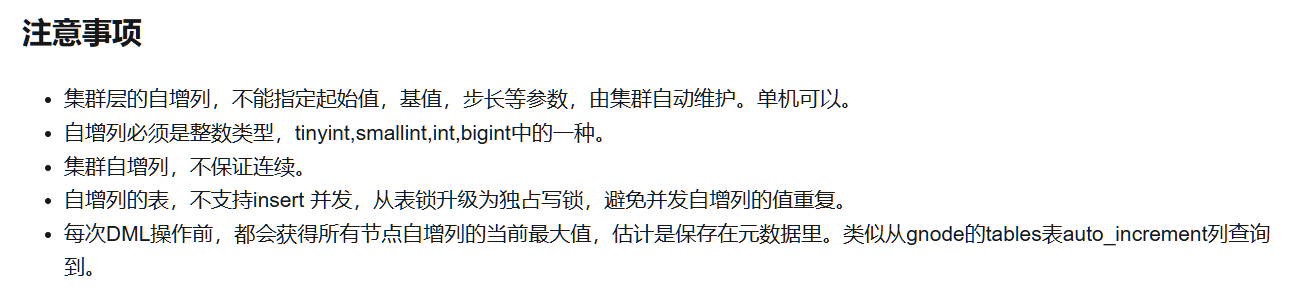 注意事项
• 集群层的自增列，不能指定起始值，基值，步长等参数，由集群自动维护。单机可以。
• 自增列必须是整数类型，tinyint,smallint,int,bigint中的一种。
• 集群自增列，不保证连续。
• 自增列的表，不支持insert 并发，从表锁升级为独占写锁，避免并发自增列的值重复。
• 每次DML操作前，都会获得所有节点自增列的当前最大值，估计是保存在元数据里。类似从gnode的tables表auto_increment列查询
到。